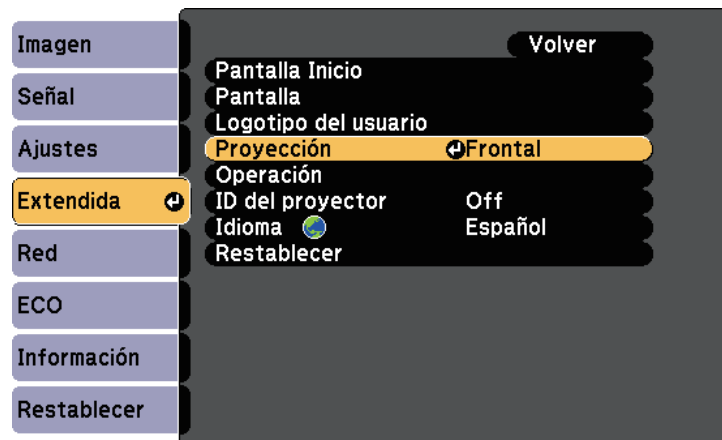 Imagen
Señal
Ajustes
Extendida
Red
ECO
Información
Restablecer
Volver
Pantalla Inicio
Pantalla
Logotipo del usuario
Proyección Frontal
Operación
ID del proyector Off
Idioma Español
Restablecer